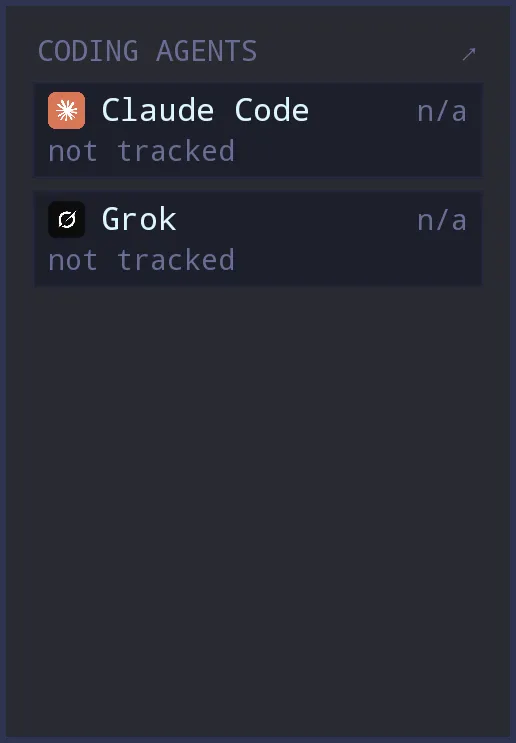 CODING AGENTS ↗
Claude Code n/a
not tracked
Grok n/a
not tracked